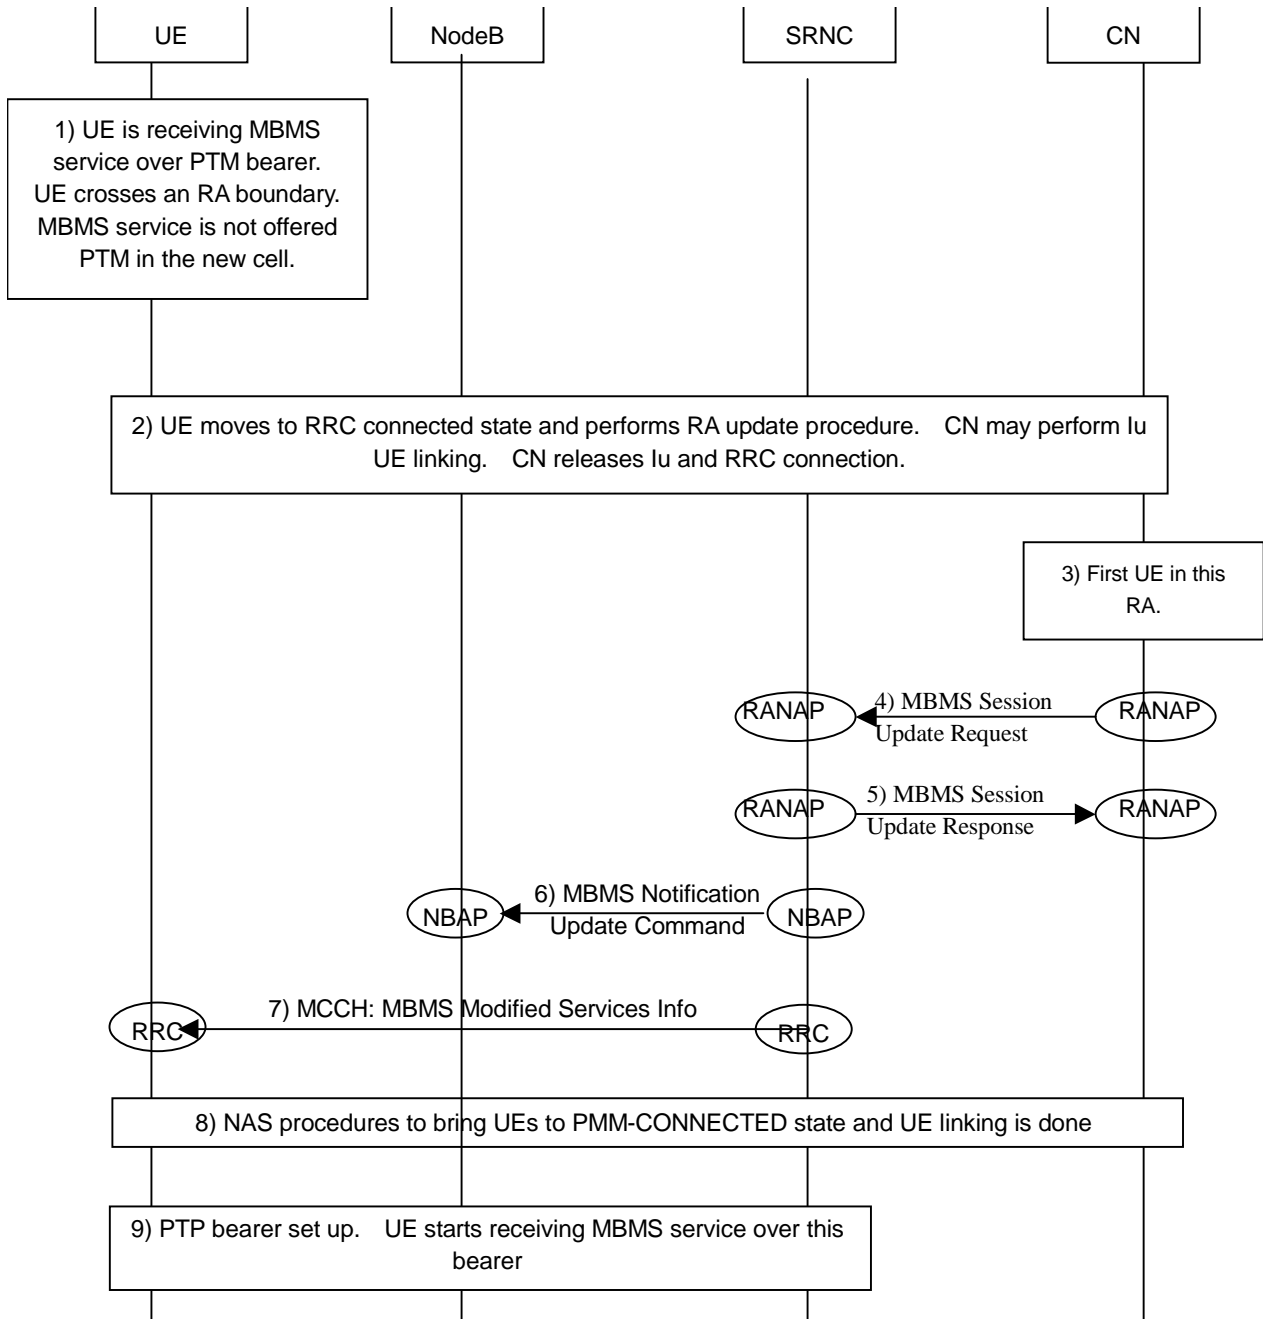 UE
NodeB
SRNC
CN
1) UE is receiving MBMS
service over PTM bearer.
UE crosses an RA boundary.
MBMS service is not offered
PTM in the new cell.
2) UE moves to RRC connected state and performs RA update procedure. CN may perform Iu
UE linking. CN releases Iu and RRC connection.
3) First UE in this
RA.
RANAP
4) MBMS Session
Update Request
RANAP
RANAP
5) MBMS Session
Update Response
RANAP
NBAP
6) MBMS Notification
Update Command
NBAP
RRC
7) MCCH: MBMS Modified Services Info
RRC
8) NAS procedures to bring UEs to PMM-CONNECTED state and UE linking is done
9) PTP bearer set up. UE starts receiving MBMS service over this
bearer